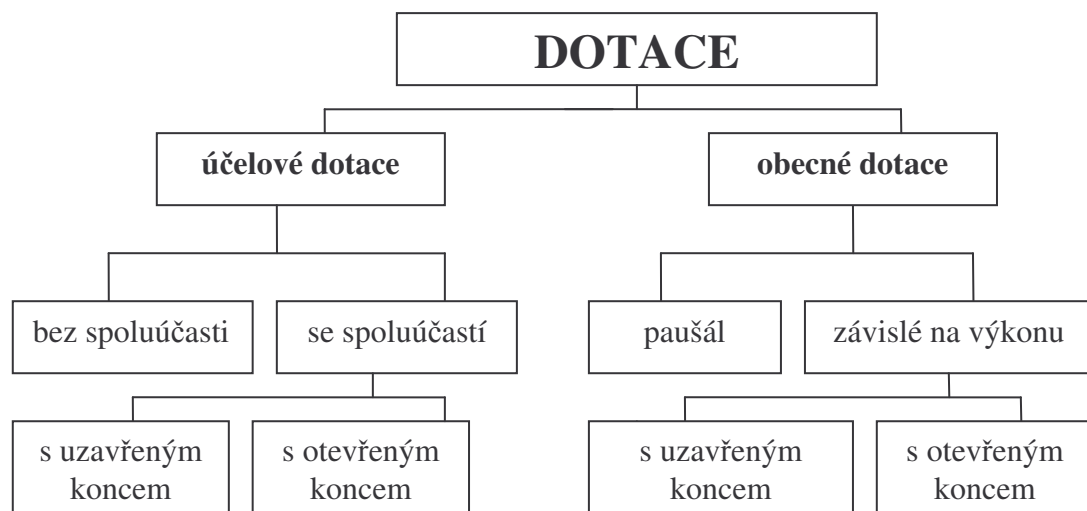 DOTACE
účelové dotace
obecné dotace
bez spoluúčasti
se spoluúčastí
paušál
závislé na výkonu
s uzavřeným
koncem
s otevřeným
koncem
s uzavřeným
koncem
s otevřeným
koncem